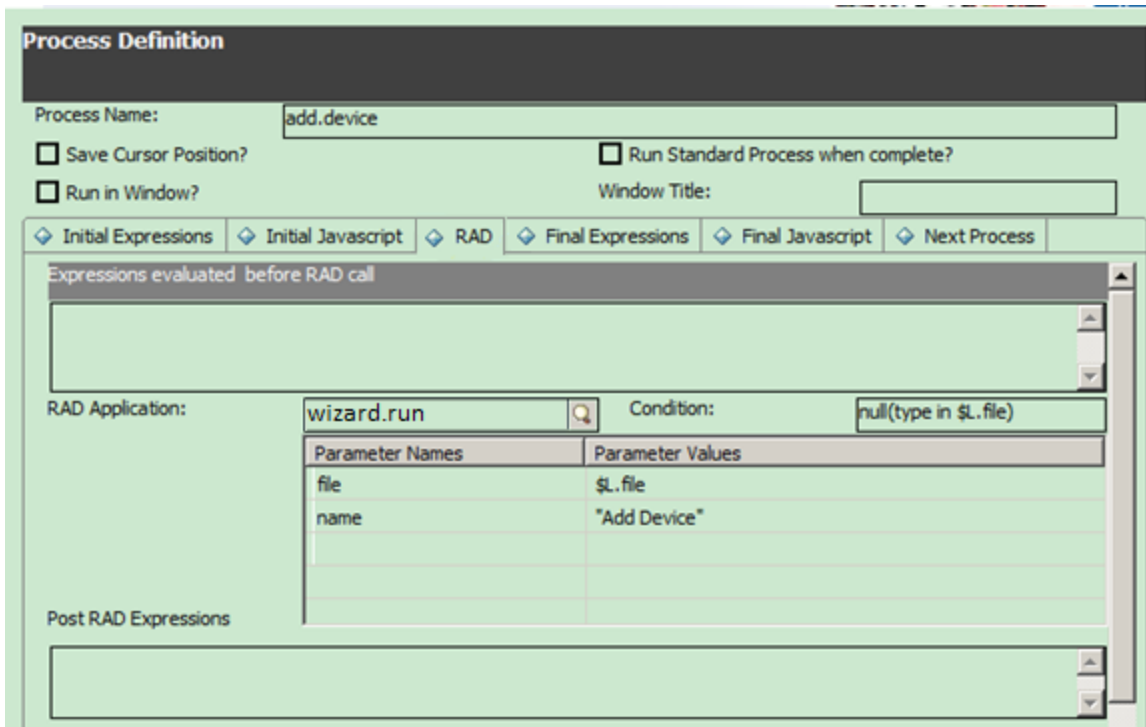 Process Definition
Process Name: add.device
Save Cursor Position? Run Standard Process when complete?
Run in Window? Window Title:
Initial Expressions Initial Javascript RAD Final Expressions Final Javascript Next Process
Expressions evaluated before RAD call
RAD Application: wizard.run Condition: null(type in $L.file)
Parameter Names Parameter Values
file $L.file
name "Add Device"
Post RAD Expressions